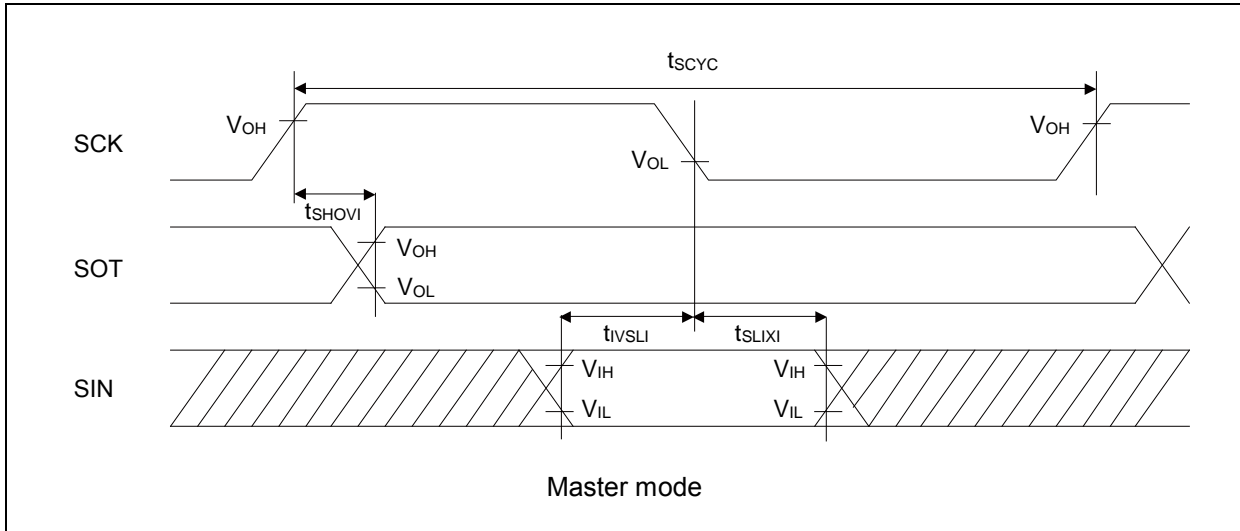 tSCYC
SCK
VOH
VOL
VOH
tSHOVI
SOT
VOH
VOL
tIVSLI
tSLIXI
SIN
VIH
VIL
VIH
VIL
Master mode